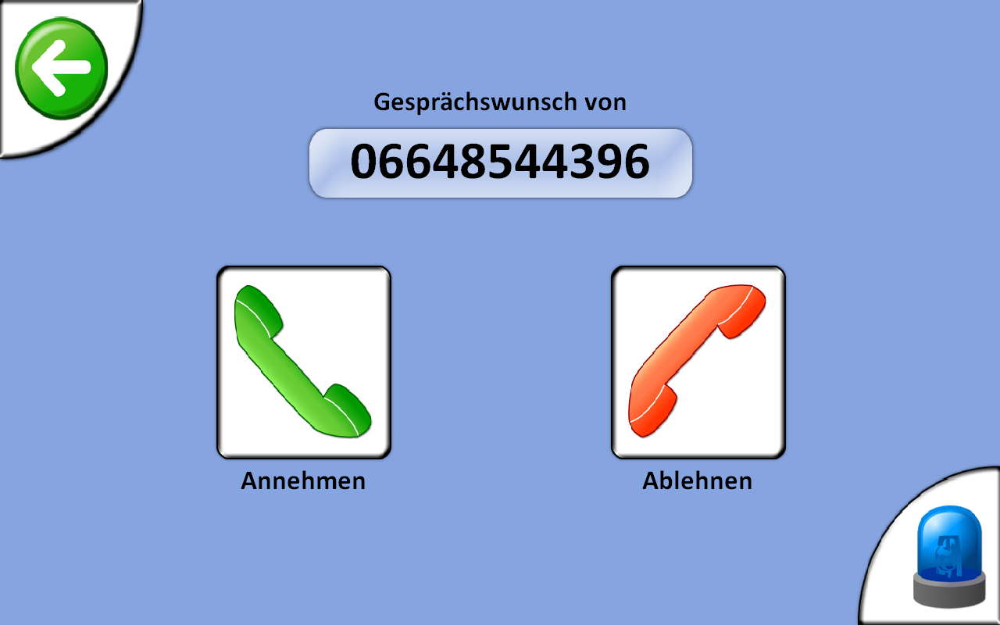 Gesprächswunsch von
06648544396
Annehmen
Ablehnen